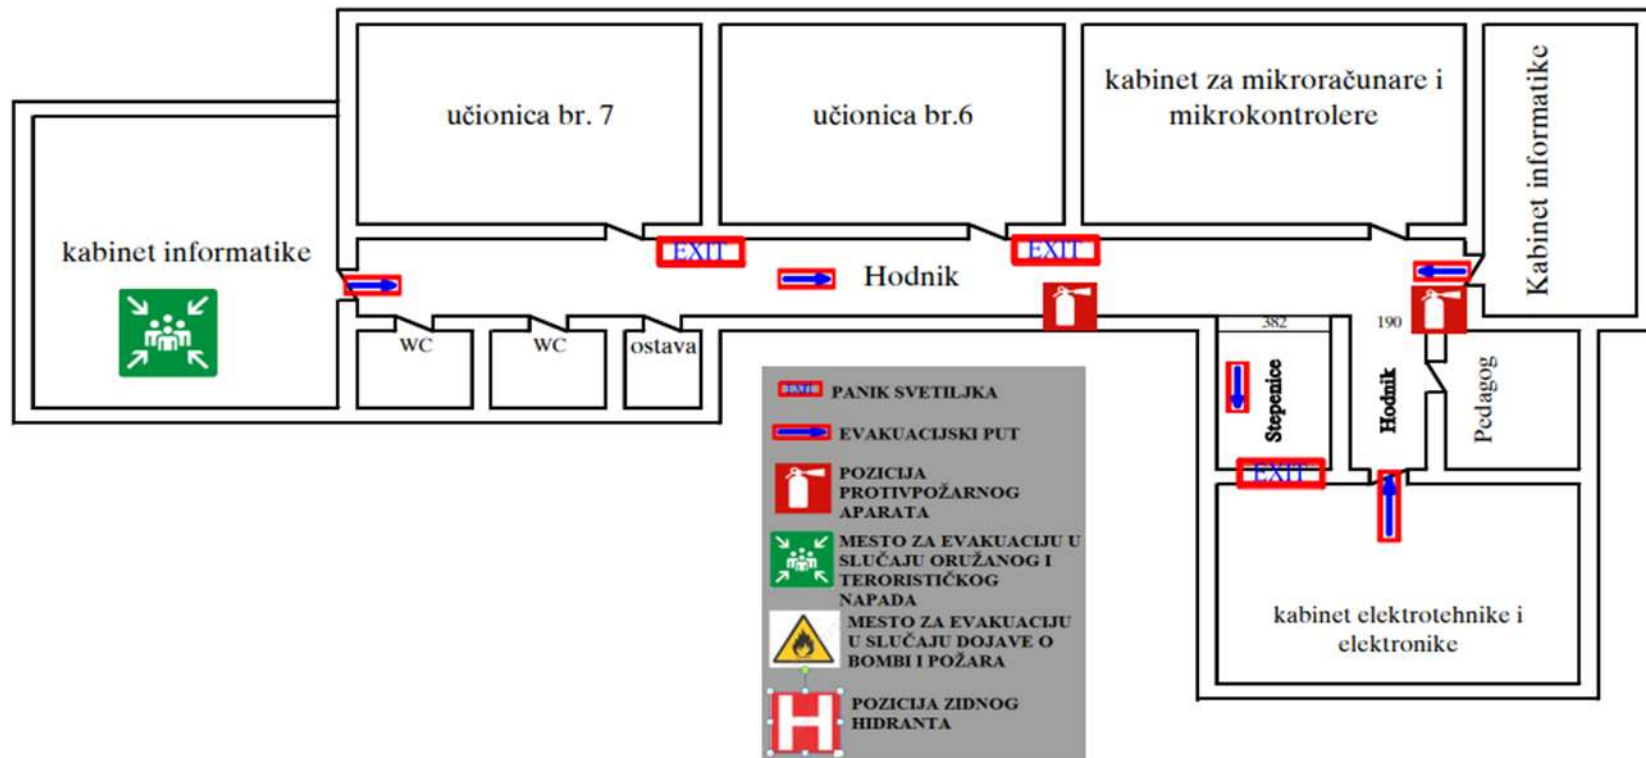 učionica br. 7
učionica br.6
kabinet za mikroračunare i
mikrokontrolere
Kabinet informatike
kabinet informatike
EXIT
EXIT
Hodnik
WC
WC
ostava
382
190
Stepenice
Hodnik
Pedagog
EXIT
kabinet elektrotehnike i
elektronike
EXIT
PANIK SVETILJKA
EVAKUACIJSKI PUT
POZICIJA
PROTIVPOŽARNOG
APARATA
MESTO ZA EVAKUACIJU U
SLUČAJU ORUŽANOG I
TERORISTIČKOG
NAPADA
MESTO ZA EVAKUACIJU
U SLUČAJU DOJAVE O
BOMBI I POŽARA
H
POZICIJA ZIDNOG
HIDRANTA